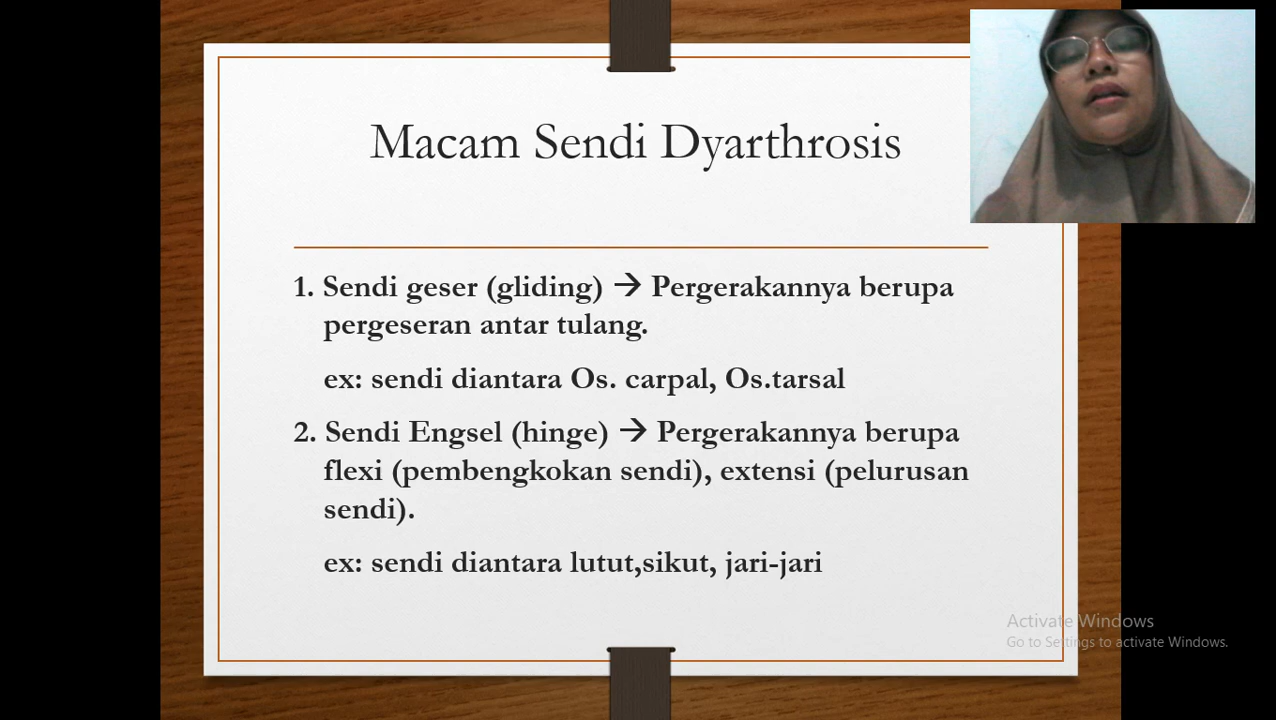 Macam Sendi Dyarthrosis
1. Sendi geser (gliding) → Pergerakannya berupa
pergeseran antar tulang.
ex: sendi diantara Os. carpal, Os.tarsal
2. Sendi Engsel (hinge) → Pergerakannya berupa
flexi (pembengkokan sendi), extensi (pelurusan
sendi).
ex: sendi diantara lutut,sikut, jari-jari
Activate Windows
Go to Settings to activate Windows.